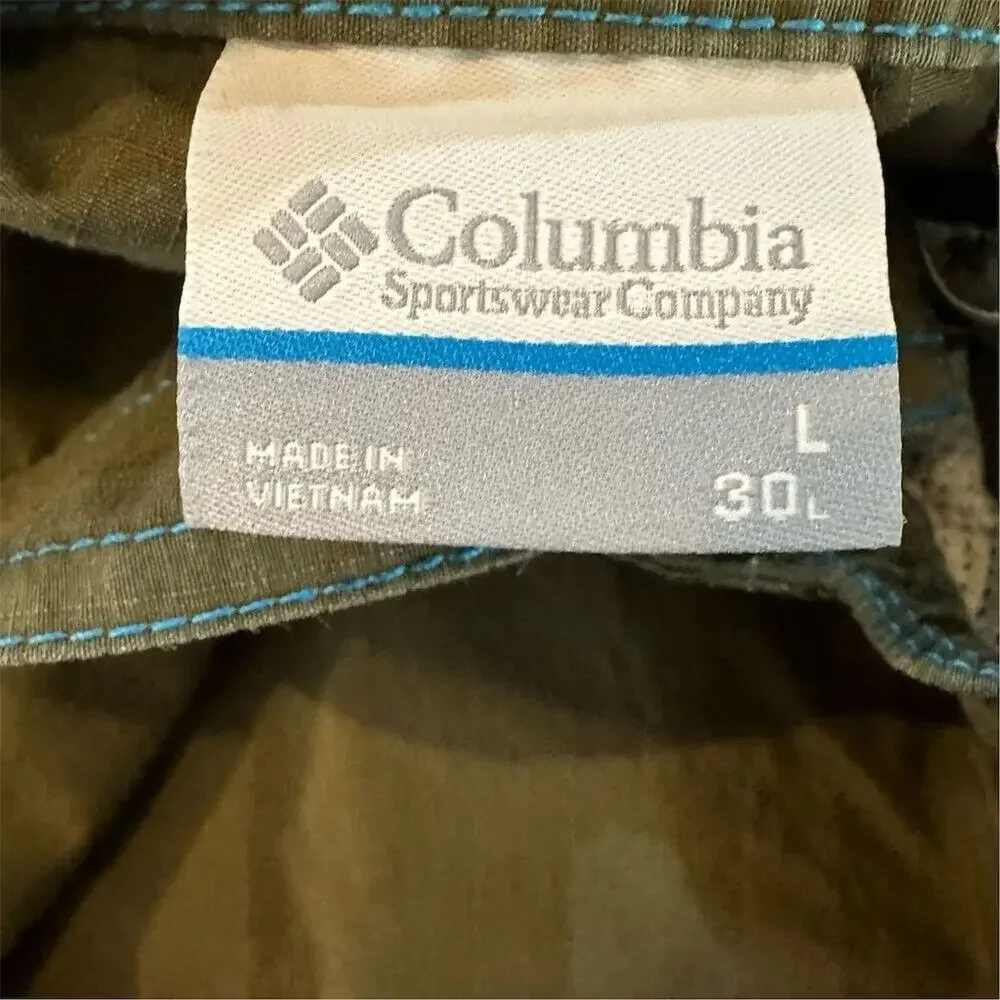 Columbia
Sportswear Company
L
MADE IN
VIETNAM
30L